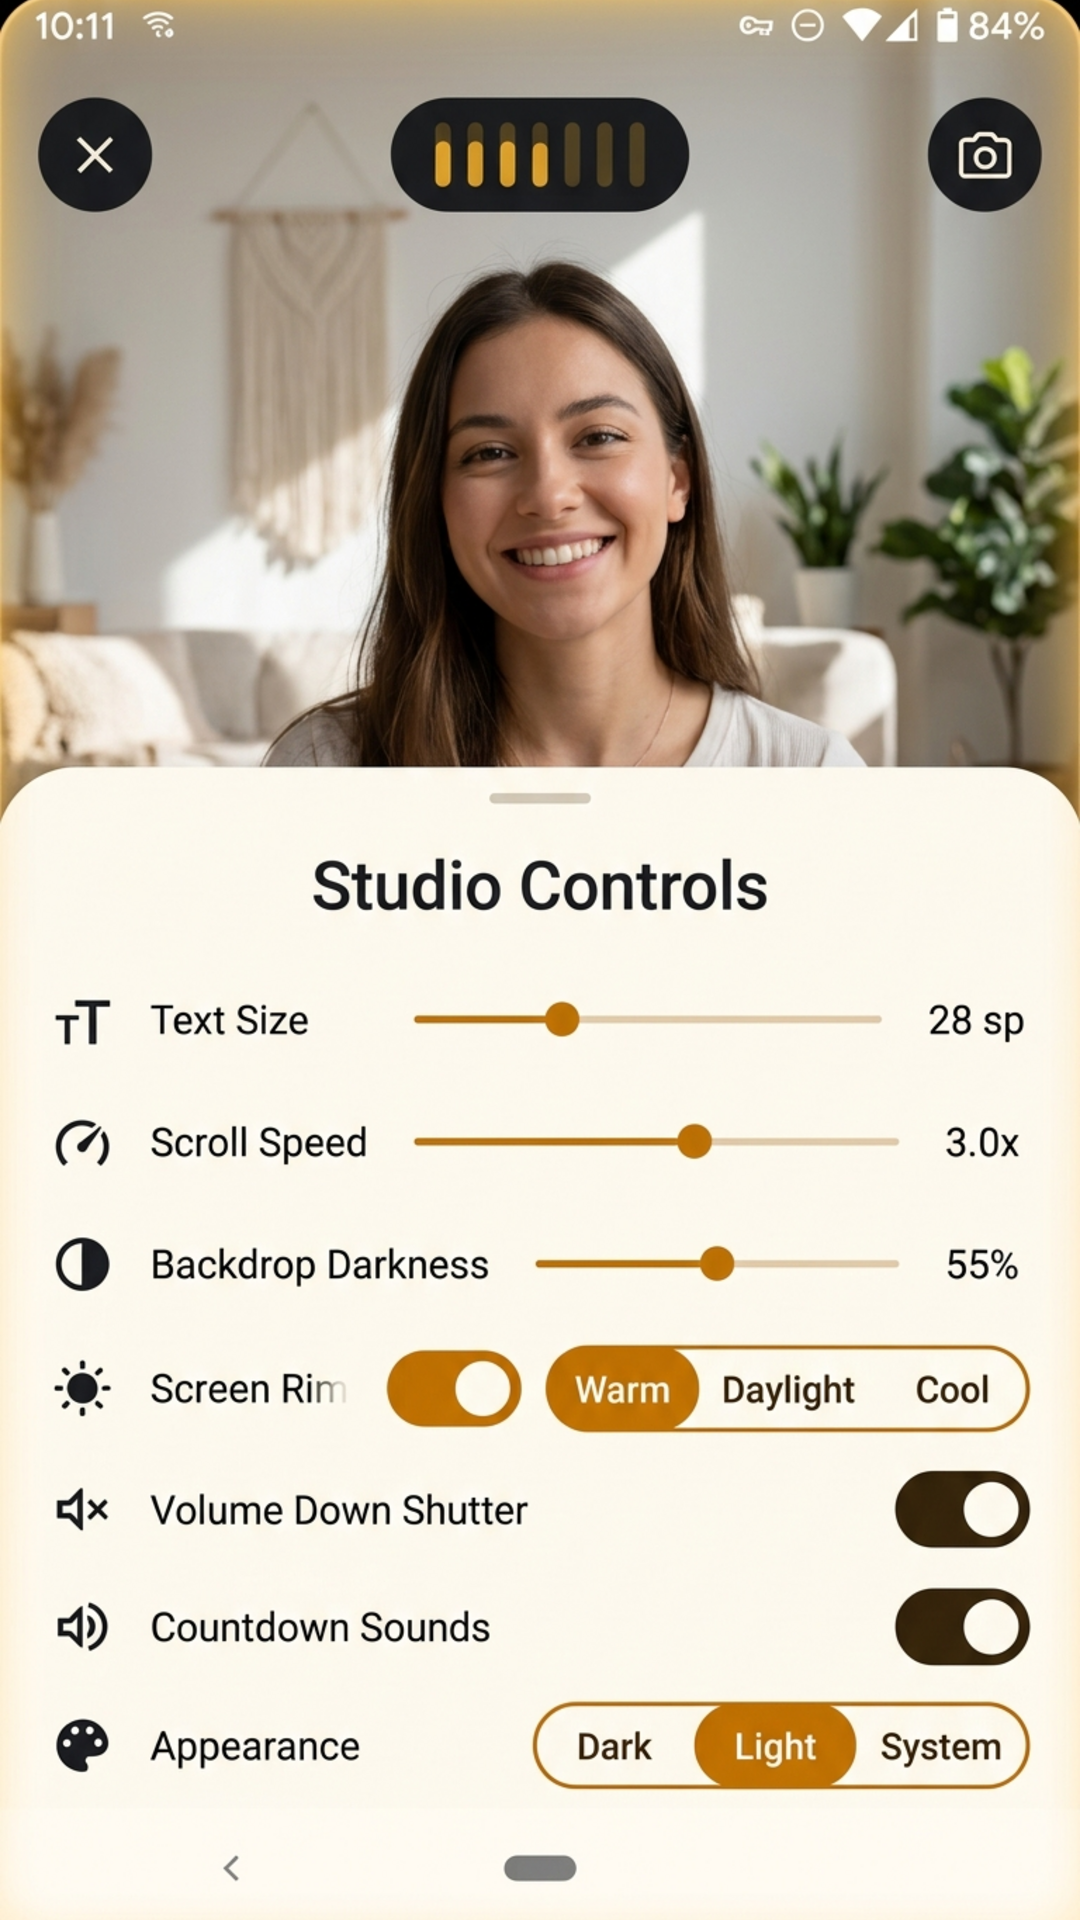 10:11
84%
Studio Controls
Text Size
28 sp
Scroll Speed
3.0x
Backdrop Darkness
55%
Screen Rim
Warm
Daylight
Cool
Volume Down Shutter
Countdown Sounds
Appearance
Dark
Light
System